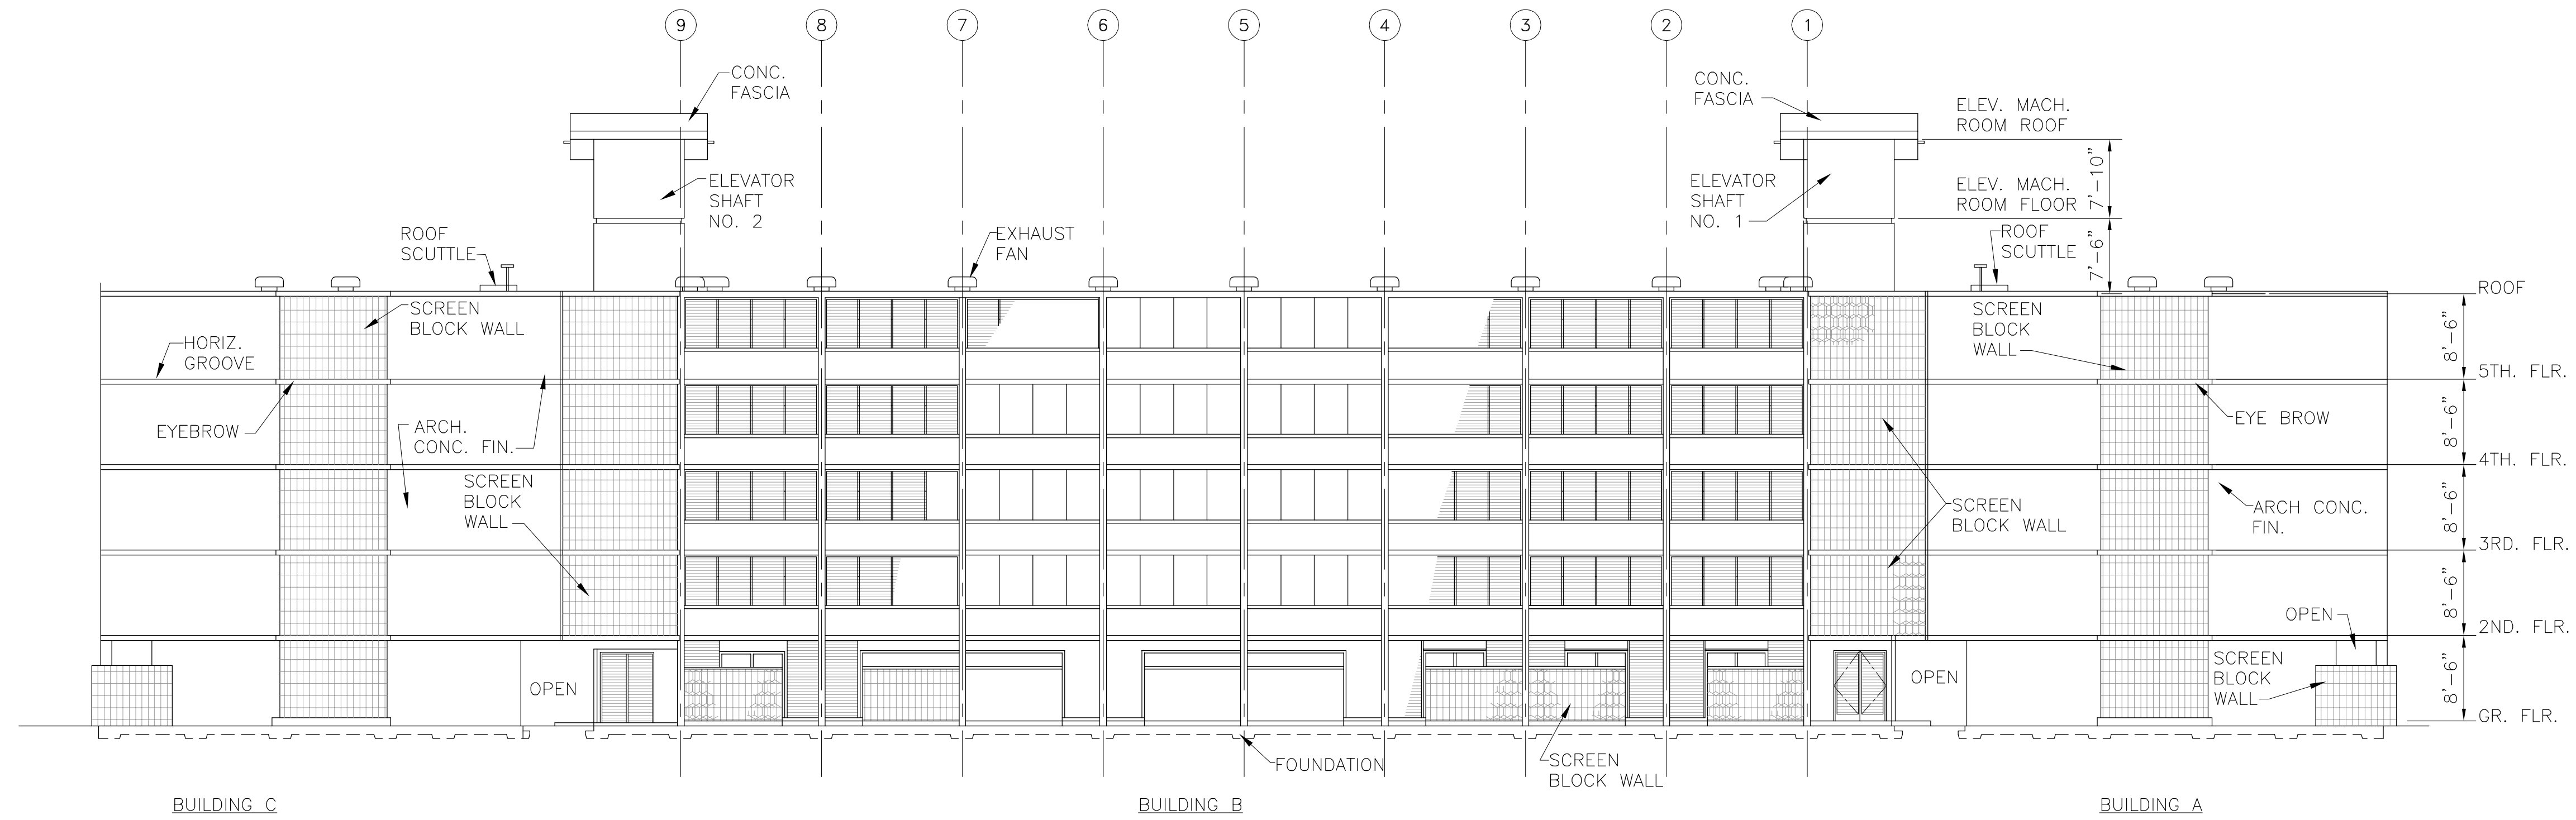 9
8
7
6
5
4
3
2
1
CONC.
FASCIA
CONC.
FASCIA
ELEV. MACH.
ROOM ROOF
7'-10"
ELEVATOR
SHAFT
NO. 2
ELEVATOR
SHAFT
NO. 1
ELEV. MACH.
ROOM FLOOR
7'-6"
ROOF
SCUTTLE
EXHAUST
FAN
ROOF
SCUTTLE
ROOF
SCREEN
BLOCK WALL
SCREEN
BLOCK
WALL
8'-6"
HORIZ.
GROOVE
5TH. FLR.
EYEBROW
ARCH.
CONC. FIN.
EYE BROW
8'-6"
4TH. FLR.
SCREEN
BLOCK
WALL
SCREEN
BLOCK WALL
ARCH CONC.
FIN.
8'-6"
3RD. FLR.
8'-6"
OPEN
2ND. FLR.
OPEN
OPEN
SCREEN
BLOCK
WALL
8'-6"
GR. FLR.
FOUNDATION
SCREEN
BLOCK WALL
BUILDING C
BUILDING B
BUILDING A